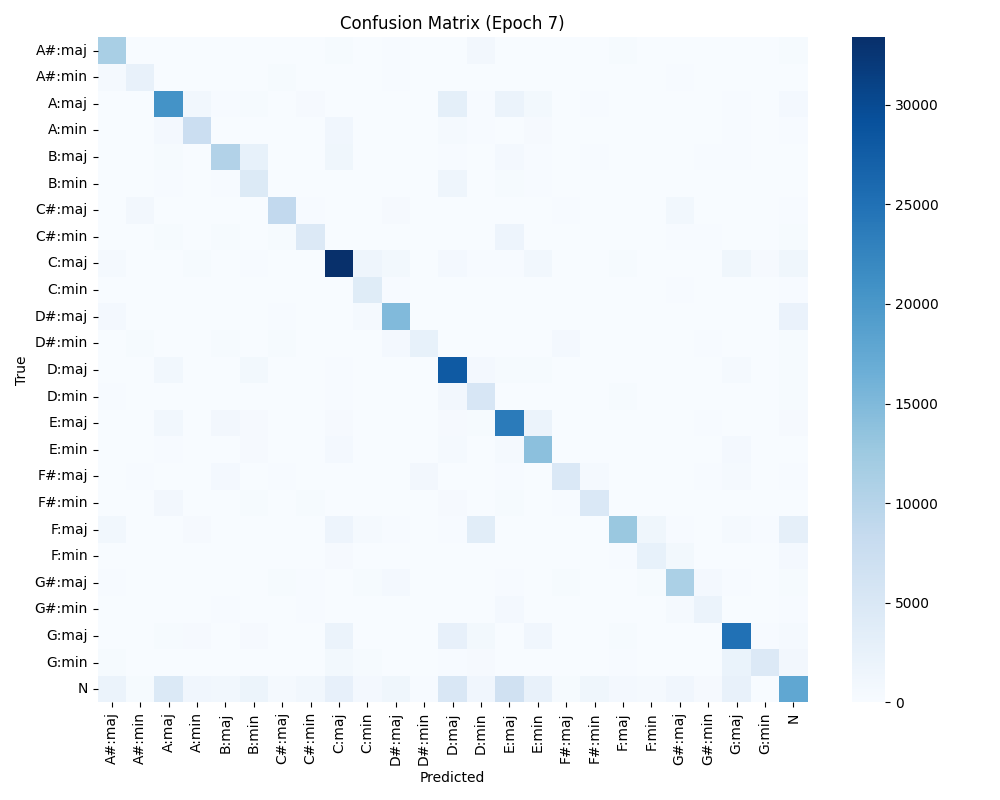 Confusion Matrix (Epoch 7)
True
A#:maj
A#:min
A:maj
A:min
B:maj
B:min
C#:maj
C#:min
C:maj
C:min
D#:maj
D#:min
D:maj
D:min
E:maj
E:min
F#:maj
F#:min
F:maj
F:min
G#:maj
G#:min
G:maj
G:min
N
A#:maj
A#:min
A:maj
A:min
B:maj
B:min
C#:maj
C#:min
C:maj
C:min
D#:maj
D#:min
D:maj
D:min
E:maj
E:min
F#:maj
F#:min
F:maj
F:min
G#:maj
G#:min
G:maj
G:min
N
Predicted
30000
25000
20000
15000
10000
5000
0